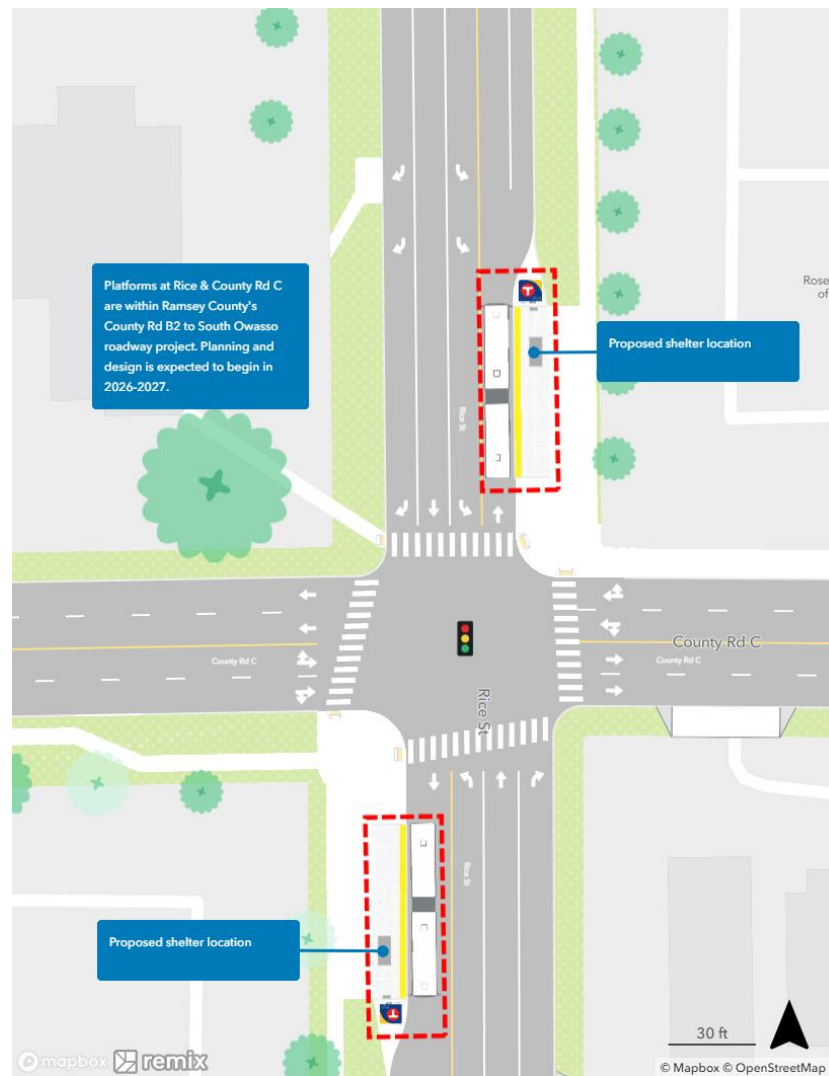 Platforms at Rice & County Rd C
are within Ramsey County's
County Rd B2 to South Owasso
roadway project. Planning and
design is expected to begin in
2026-2027.
Rose
of
Proposed shelter location
Rice St
County Rd C
County Rd C
County Rd C
Rice St
Rice St
Proposed shelter location
30 ft
mapbox remix
© Mapbox © OpenStreetMap